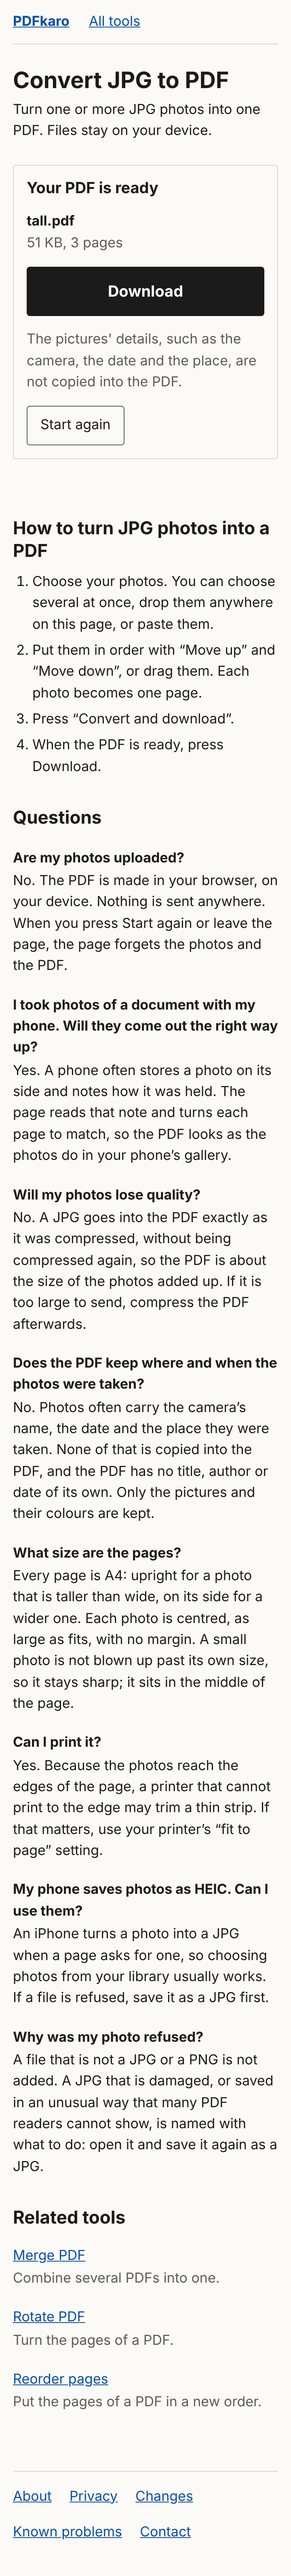 PDFkaro All tools
Convert JPG to PDF
Turn one or more JPG photos into one
PDF. Files stay on your device.
Your PDF is ready
tall.pdf
51 KB, 3 pages
Download
The pictures' details, such as the
camera, the date and the place, are
not copied into the PDF.
Start again
How to turn JPG photos into a
PDF
1. Choose your photos. You can choose
several at once, drop them anywhere
on this page, or paste them.
2. Put them in order with “Move up” and
“Move down”, or drag them. Each
photo becomes one page.
3. Press “Convert and download”.
4. When the PDF is ready, press
Download.
Questions
Are my photos uploaded?
No. The PDF is made in your browser, on
your device. Nothing is sent anywhere.
When you press Start again or leave the
page, the page forgets the photos and
the PDF.
I took photos of a document with my
phone. Will they come out the right way
up?
Yes. A phone often stores a photo on its
side and notes how it was held. The
page reads that note and turns each
page to match, so the PDF looks as the
photos do in your phone’s gallery.
Will my photos lose quality?
No. A JPG goes into the PDF exactly as
it was compressed, without being
compressed again, so the PDF is about
the size of the photos added up. If it is
too large to send, compress the PDF
afterwards.
Does the PDF keep where and when the
photos were taken?
No. Photos often carry the camera’s
name, the date and the place they were
taken. None of that is copied into the
PDF, and the PDF has no title, author or
date of its own. Only the pictures and
their colours are kept.
What size are the pages?
Every page is A4: upright for a photo
that is taller than wide, on its side for a
wider one. Each photo is centred, as
large as fits, with no margin. A small
photo is not blown up past its own size,
so it stays sharp; it sits in the middle of
the page.
Can I print it?
Yes. Because the photos reach the
edges of the page, a printer that cannot
print to the edge may trim a thin strip. If
that matters, use your printer’s “fit to
page” setting.
My phone saves photos as HEIC. Can I
use them?
An iPhone turns a photo into a JPG
when a page asks for one, so choosing
photos from your library usually works.
If a file is refused, save it as a JPG first.
Why was my photo refused?
A file that is not a JPG or a PNG is not
added. A JPG that is damaged, or saved
in an unusual way that many PDF
readers cannot show, is named with
what to do: open it and save it again as a
JPG.
Related tools
Merge PDF
Combine several PDFs into one.
Rotate PDF
Turn the pages of a PDF.
Reorder pages
Put the pages of a PDF in a new order.
About Privacy Changes
Known problems Contact